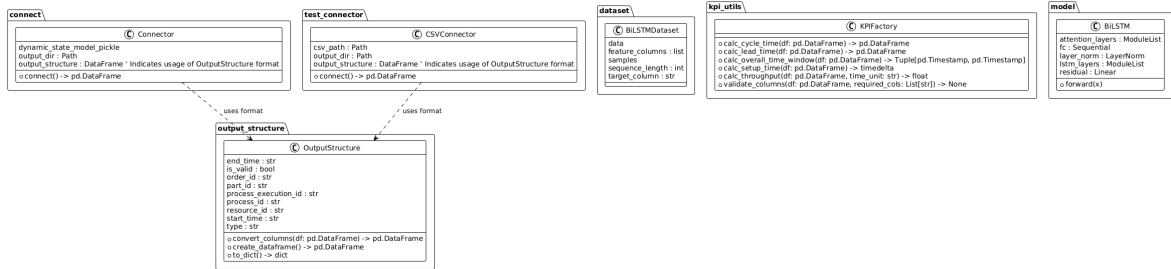 connect
C Connector
dynamic_state_model_pickle
output_dir : Path
output_structure : DataFrame ' Indicates usage of OutputStructure format
connect() -> pd.DataFrame
test_connector
C CSVConnector
csv_path : Path
output_dir : Path
output_structure : DataFrame ' Indicates usage of OutputStructure format
connect() -> pd.DataFrame
dataset
C BiLSTMDataset
data
feature_columns : list
samples
sequence_length : int
target_column : str
kpi_utils
C KPIFactory
calc_cycle_time(df: pd.DataFrame) -> pd.DataFrame
calc_lead_time(df: pd.DataFrame) -> pd.DataFrame
calc_overall_time_window(df: pd.DataFrame) -> Tuple[pd.Timestamp, pd.Timestamp]
calc_setup_time(df: pd.DataFrame) -> timedelta
calc_throughput(df: pd.DataFrame, time_unit: str) -> float
validate_columns(df: pd.DataFrame, required_cols: List[str]) -> None
model
C BiLSTM
attention_layers : ModuleList
fc : Sequential
layer_norm : LayerNorm
lstm_layers : ModuleList
residual : Linear
forward(x)
uses format
uses format
output_structure
C OutputStructure
end_time : str
is_valid : bool
order_id : str
part_id : str
process_execution_id : str
process_id : str
resource_id : str
start_time : str
type : str
convert_columns(df: pd.DataFrame) -> pd.DataFrame
create_dataframe() -> pd.DataFrame
to_dict() -> dict